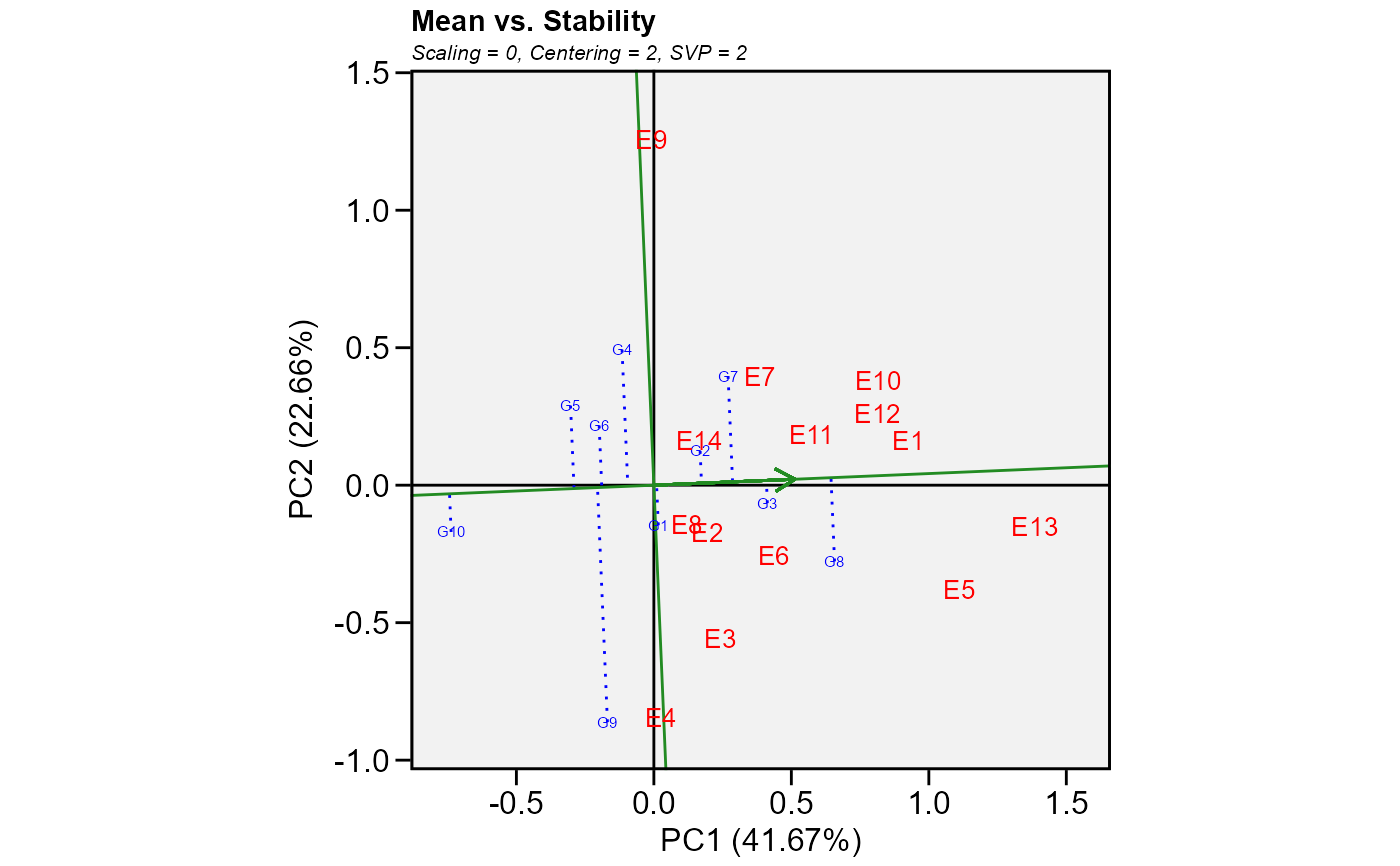 Mean vs. Stability
Scaling = 0, Centering = 2, SVP = 2
1.5
E9
1.0
PC2 (22.66%)
0.5
G4
G7
E7
E10
G5
E12
G6
E11
E1
E14
G2
0.0
G3
G1
E8
E2
E13
G10
E6
G8
E5
-0.5
E3
E4
G9
-1.0
-0.5
0.0
0.5
1.0
1.5
PC1 (41.67%)